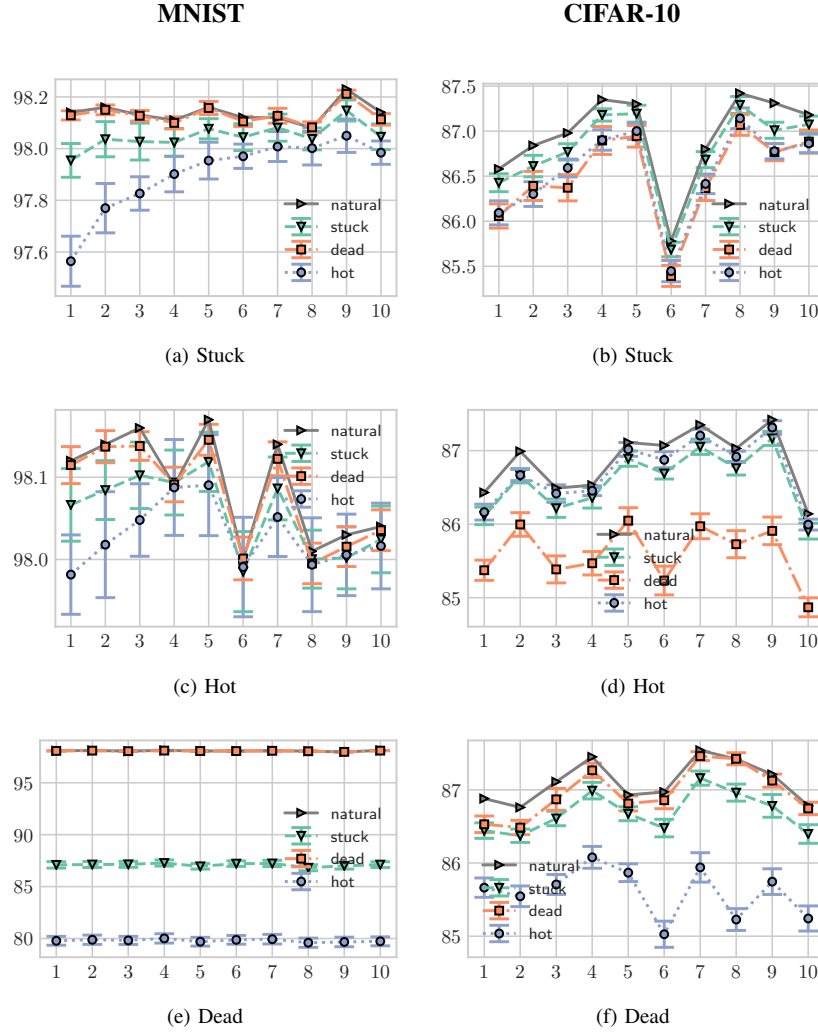 MNIST CIFAR-10
98.2
98.0
97.8
97.6
natural
stuck
dead
hot
1 2 3 4 5 6 7 8 9 10
(a) Stuck
87.5
87.0
86.5
86.0
85.5
natural
stuck
dead
hot
1 2 3 4 5 6 7 8 9 10
(b) Stuck
98.1
98.0
natural
stuck
dead
hot
1 2 3 4 5 6 7 8 9 10
(c) Hot
87
86
85
natural
stuck
dead
hot
1 2 3 4 5 6 7 8 9 10
(d) Hot
95
90
85
80
natural
stuck
dead
hot
1 2 3 4 5 6 7 8 9 10
(e) Dead
87
86
85
natural
stuck
dead
hot
1 2 3 4 5 6 7 8 9 10
(f) Dead